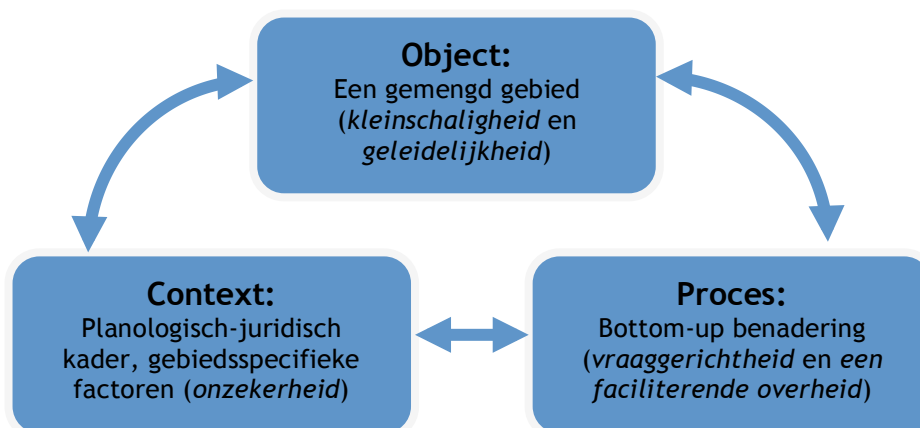 Object:
Een gemengd gebied
(kleinschaligheid en
geleidelijkheid)
Context:
Planologisch-juridisch
kader, gebiedsspecifieke
factoren (onzekerheid)
Proces:
Bottom-up benadering
(vraaggerichtheid en een
faciliterende overheid)